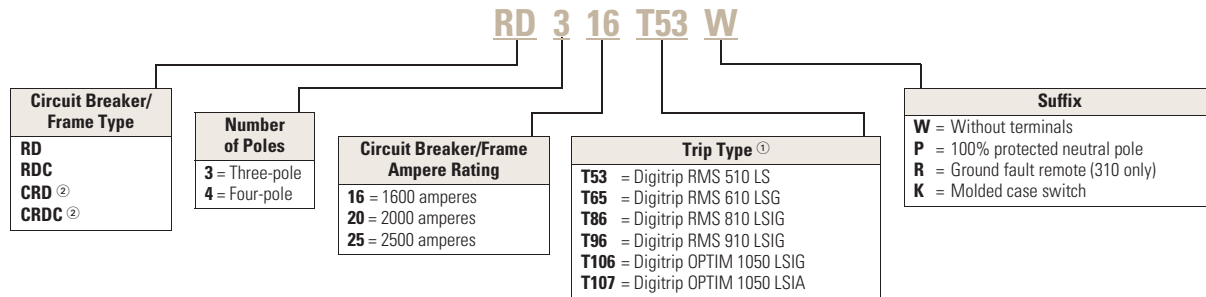 RD 3 16 T53 W
Circuit Breaker/
Frame Type
RD
RDC
CRD ②
CRDC ②
Number
of Poles
3 = Three-pole
4 = Four-pole
Circuit Breaker/Frame
Ampere Rating
16 = 1600 amperes
20 = 2000 amperes
25 = 2500 amperes
Trip Type ①
T53 = Digitrip RMS 510 LS
T65 = Digitrip RMS 610 LSG
T86 = Digitrip RMS 810 LSIG
T96 = Digitrip RMS 910 LSIG
T106 = Digitrip OPTIM 1050 LSIG
T107 = Digitrip OPTIM 1050 LSIA
Suffix
W = Without terminals
P = 100% protected neutral pole
R = Ground fault remote (310 only)
K = Molded case switch